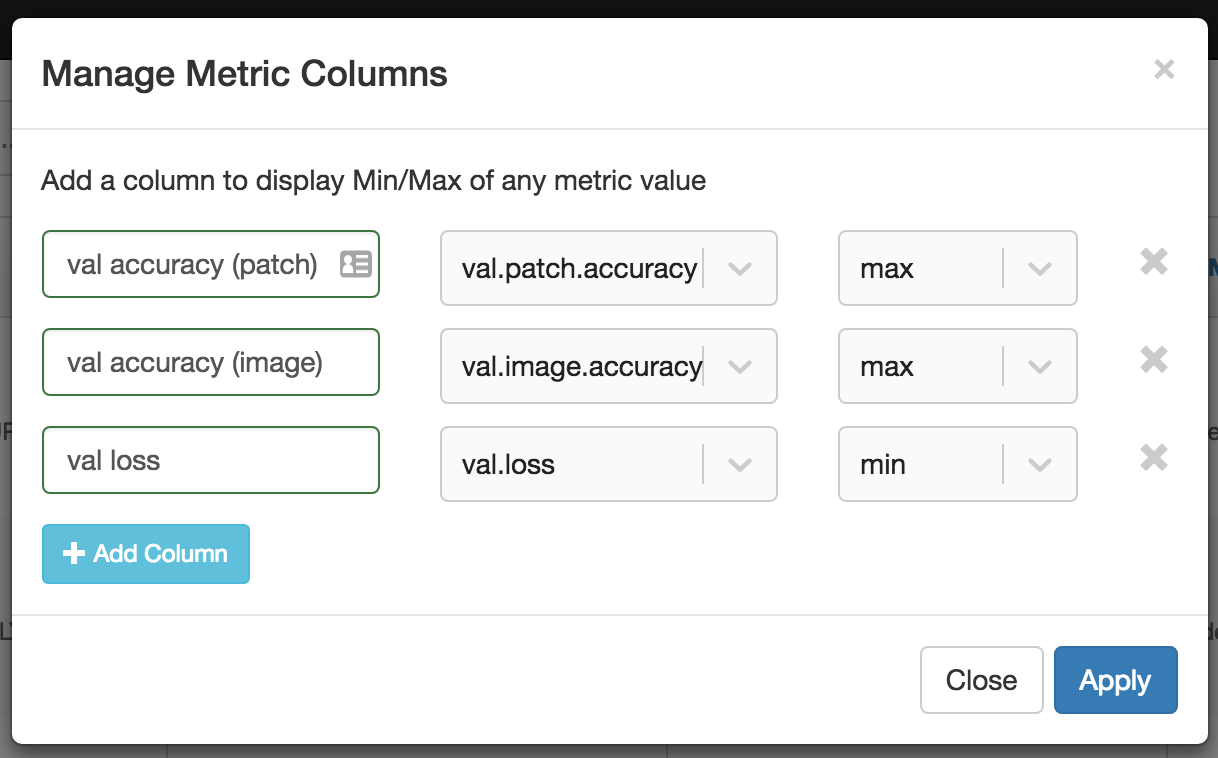 Manage Metric Columns
×
Add a column to display Min/Max of any metric value
val accuracy (patch) val.patch.accuracy max
val accuracy (image) val.image.accuracy max
val loss val.loss min
Add Column
Close Apply